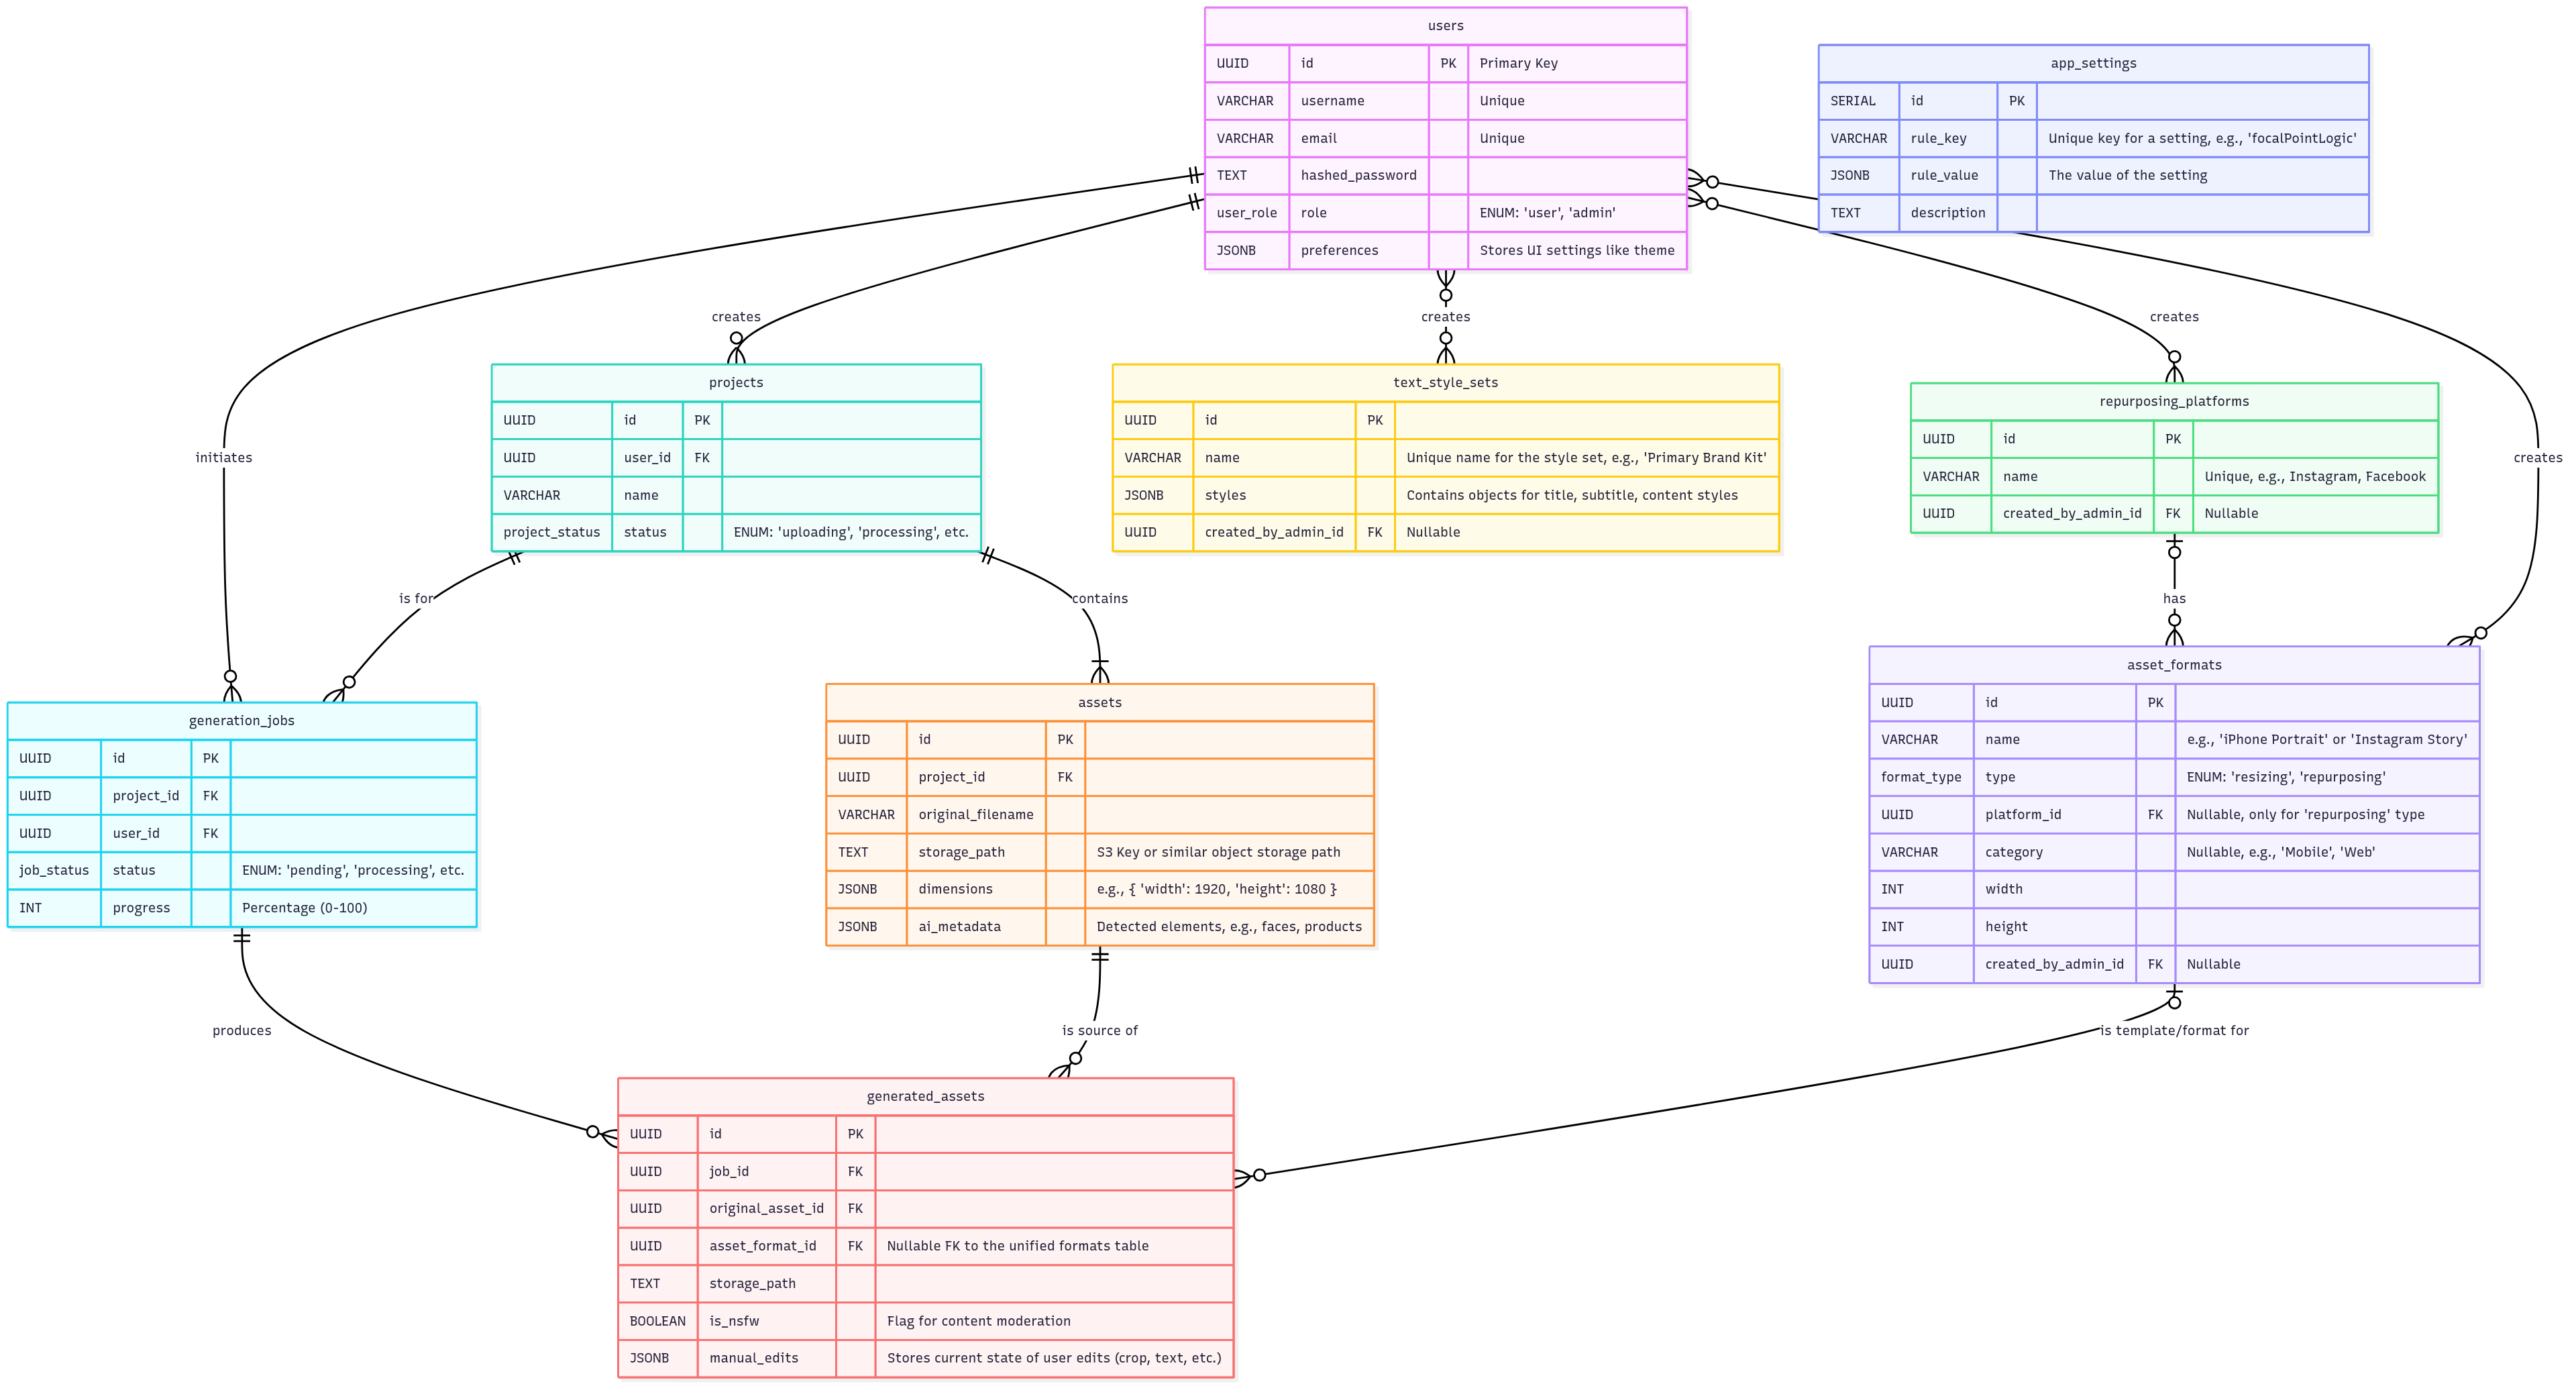 users
UUID id PK Primary Key
VARCHAR username Unique
VARCHAR email Unique
TEXT hashed_password
user_role role ENUM: 'user', 'admin'
JSONB preferences Stores UI settings like theme
app_settings
SERIAL id PK
VARCHAR rule_key Unique key for a setting, e.g., 'focalPointLogic'
JSONB rule_value The value of the setting
TEXT description
creates
creates
creates
initiates
creates
projects
UUID id PK
UUID user_id FK
VARCHAR name
project_status status ENUM: 'uploading', 'processing', etc.
text_style_sets
UUID id PK
VARCHAR name Unique name for the style set, e.g., 'Primary Brand Kit'
JSONB styles Contains objects for title, subtitle, content styles
UUID created_by_admin_id FK Nullable
repurposing_platforms
UUID id PK
VARCHAR name Unique, e.g., Instagram, Facebook
UUID created_by_admin_id FK Nullable
is for
contains
has
generation_jobs
UUID id PK
UUID project_id FK
UUID user_id FK
job_status status ENUM: 'pending', 'processing', etc.
INT progress Percentage (0-100)
assets
UUID id PK
UUID project_id FK
VARCHAR original_filename
TEXT storage_path S3 Key or similar object storage path
JSONB dimensions e.g., { 'width': 1920, 'height': 1080 }
JSONB ai_metadata Detected elements, e.g., faces, products
asset_formats
UUID id PK
VARCHAR name e.g., 'iPhone Portrait' or 'Instagram Story'
format_type type ENUM: 'resizing', 'repurposing'
UUID platform_id FK Nullable, only for 'repurposing' type
VARCHAR category Nullable, e.g., 'Mobile', 'Web'
INT width
INT height
UUID created_by_admin_id FK Nullable
produces
is source of
is template/format for
generated_assets
UUID id PK
UUID job_id FK
UUID original_asset_id FK
UUID asset_format_id FK Nullable FK to the unified formats table
TEXT storage_path
BOOLEAN is_nsfw Flag for content moderation
JSONB manual_edits Stores current state of user edits (crop, text, etc.)